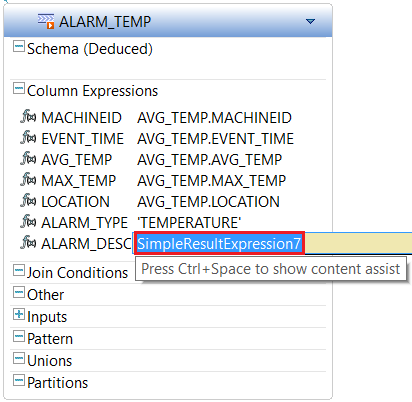 ALARM_TEMP
Schema (Deduced)
Column Expressions
MACHINEID AVG_TEMP.MACHINEID
EVENT_TIME AVG_TEMP.EVENT_TIME
AVG_TEMP AVG_TEMP.AVG_TEMP
MAX_TEMP AVG_TEMP.MAX_TEMP
LOCATION AVG_TEMP.LOCATION
ALARM_TYPE 'TEMPERATURE'
ALARM_DESC SimpleResultExpression7
Press Ctrl+Space to show content assist
Join Conditions
Other
Inputs
Pattern
Unions
Partitions